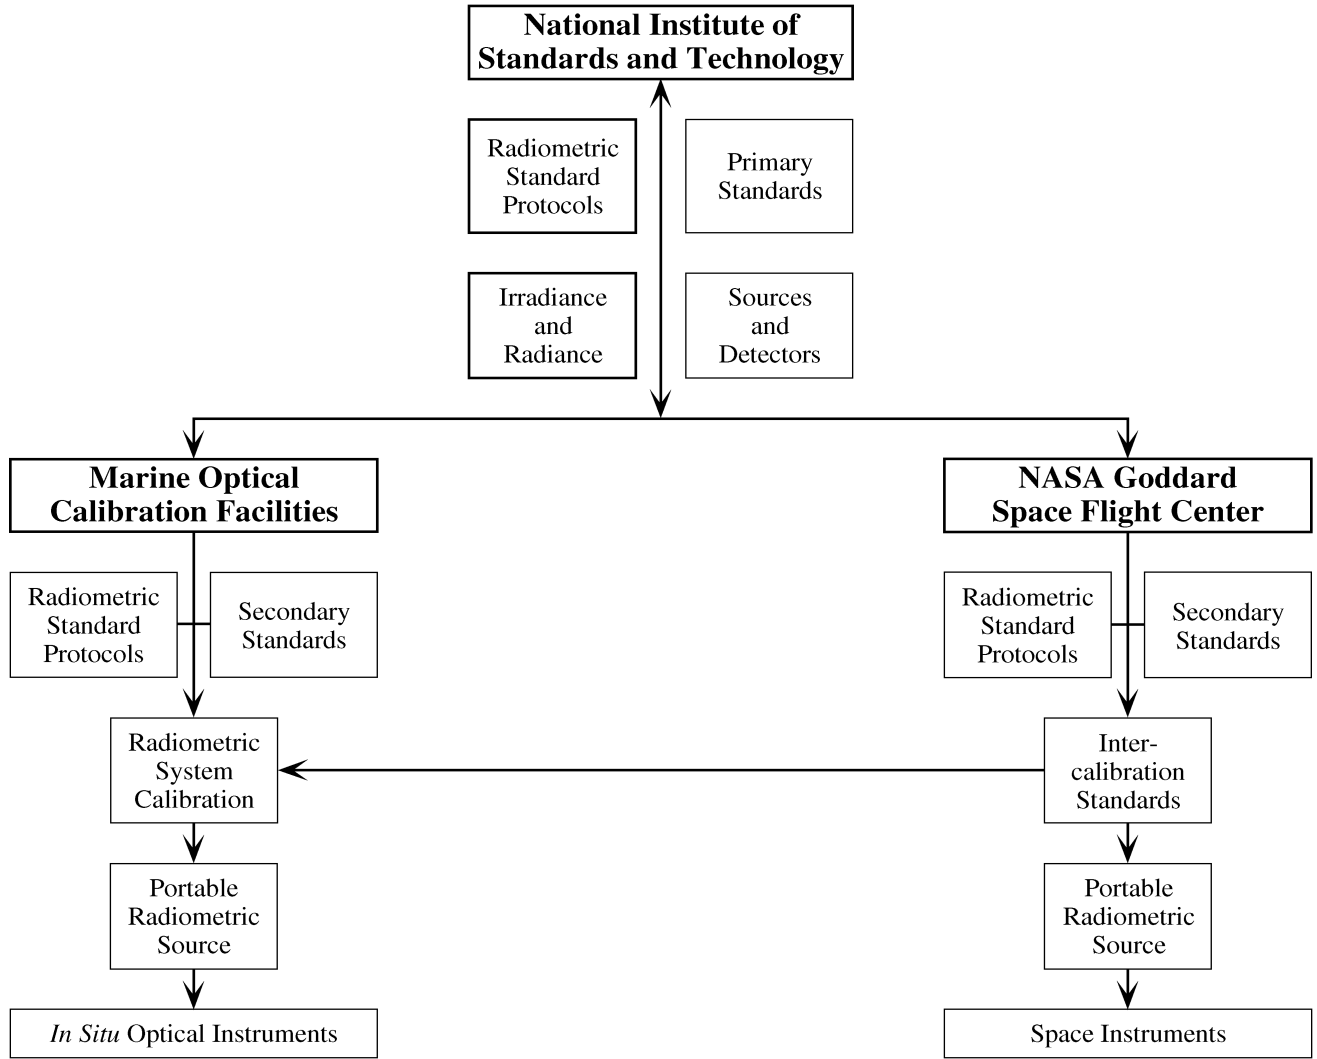 National Institute of
Standards and Technology
Radiometric
Standard
Protocols
Primary
Standards
Irradiance
and
Radiance
Sources
and
Detectors
Marine Optical
Calibration Facilities
NASA Goddard
Space Flight Center
Radiometric
Standard
Protocols
Secondary
Standards
Radiometric
Standard
Protocols
Secondary
Standards
Radiometric
System
Calibration
Inter-
calibration
Standards
Portable
Radiometric
Source
Portable
Radiometric
Source
In Situ Optical Instruments
Space Instruments